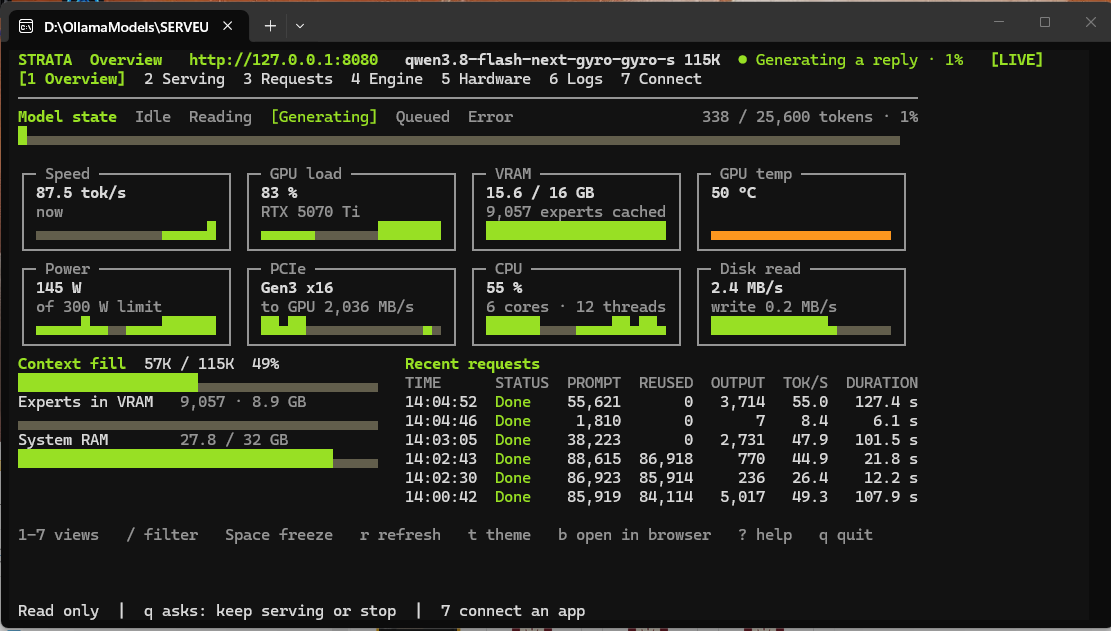 D:\OllamaModels\SERVEU
STRATA Overview http://127.0.0.1:8080 qwen3.8-flash-next-gyro-gyro-s 115K ● Generating a reply · 1% [LIVE]
[1 Overview] 2 Serving 3 Requests 4 Engine 5 Hardware 6 Logs 7 Connect
Model state Idle Reading [Generating] Queued Error 338 / 25,600 tokens · 1%
Speed GPU load VRAM GPU temp
87.5 tok/s 83 % 15.6 / 16 GB 50 °C
now RTX 5070 Ti 9,057 experts cached
Power PCIe CPU Disk read
145 W Gen3 x16 55 % 2.4 MB/s
of 300 W limit to GPU 2,036 MB/s 6 cores · 12 threads write 0.2 MB/s
Context fill 57K / 115K 49% Recent requests
TIME STATUS PROMPT REUSED OUTPUT TOK/S DURATION
Experts in VRAM 9,057 · 8.9 GB 14:04:52 Done 55,621 0 3,714 55.0 127.4 s
14:04:46 Done 1,810 0 7 8.4 6.1 s
System RAM 27.8 / 32 GB 14:03:05 Done 38,223 0 2,731 47.9 101.5 s
14:02:43 Done 88,615 86,918 770 44.9 21.8 s
14:02:30 Done 86,923 85,914 236 26.4 12.2 s
14:00:42 Done 85,919 84,114 5,017 49.3 107.9 s
1-7 views / filter Space freeze r refresh t theme b open in browser ? help q quit
Read only | q asks: keep serving or stop | 7 connect an app